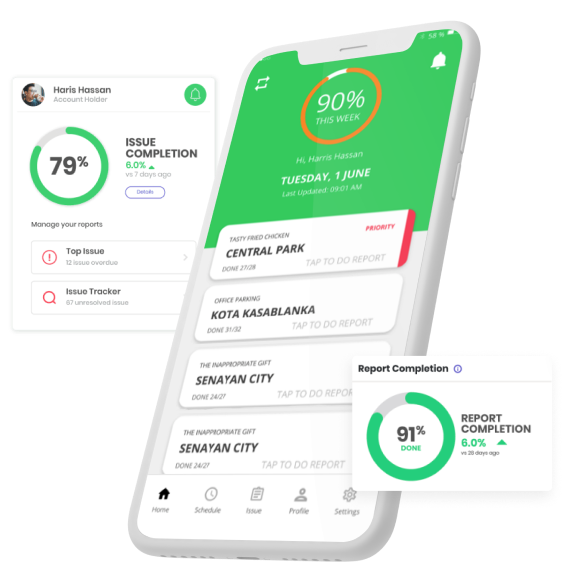 Haris Hassan
Account Holder
79%
ISSUE
COMPLETION
6.0%
vs 7 days ago
Details
Manage your reports
Top Issue
12 issue overdue
Issue Tracker
67 unresolved issue
58 %
90%
THIS WEEK
Hi, Harris Hassan
TUESDAY, 1 JUNE
Last Updated: 09:01 AM
TASTY FRIED CHICKEN
PRIORITY
CENTRAL PARK
DONE 27/28
TAP TO DO REPORT
OFFICE PARKING
KOTA KASABLANKA
DONE 31/32
TAP TO DO REPORT
THE INAPPROPRIATE GIFT
SENAYAN CITY
DONE 24/27
TAP TO DO REPOR
THE INAPPROPRIATE GIFT
SENAYAN CITY
DONE 24/27
TAP TO DO REPORT
Home
Schedule
Issue
Profile
Settings
Report Completion
91%
DONE
REPORT
COMPLETION
6.0%
vs 28 days ago